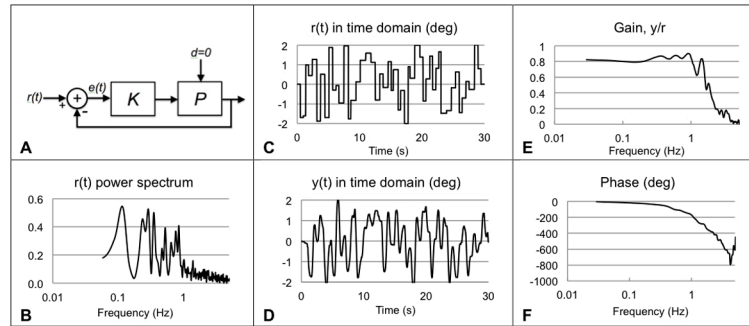 d=0
r(t)
+
+
−
e(t)
K
P
A
r(t) power spectrum
0.6
0.4
0.2
0.0
0.01
0.1
1
Frequency (Hz)
B
r(t) in time domain (deg)
2
1
0
-1
-2
0
10
20
30
Time (s)
C
y(t) in time domain (deg)
2
1
0
-1
-2
0
10
20
30
Time (s)
D
Gain, y/r
1
0.8
0.6
0.4
0.2
0
0.01
0.1
1
Frequency (Hz)
E
Phase (deg)
0
-200
-400
-600
-800
-1000
0.01
0.1
1
Frequency (Hz)
F